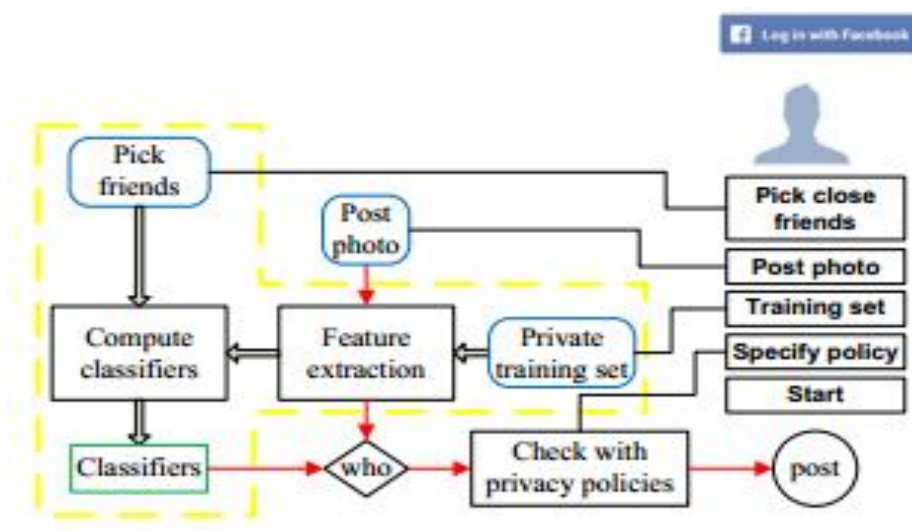 Log in with Facebook
Pick
friends
Post
photo
Pick close
friends
Post photo
Training set
Specify policy
Start
Compute
classifiers
Feature
extraction
Private
training set
Classifiers
who
Check with
privacy policies
post